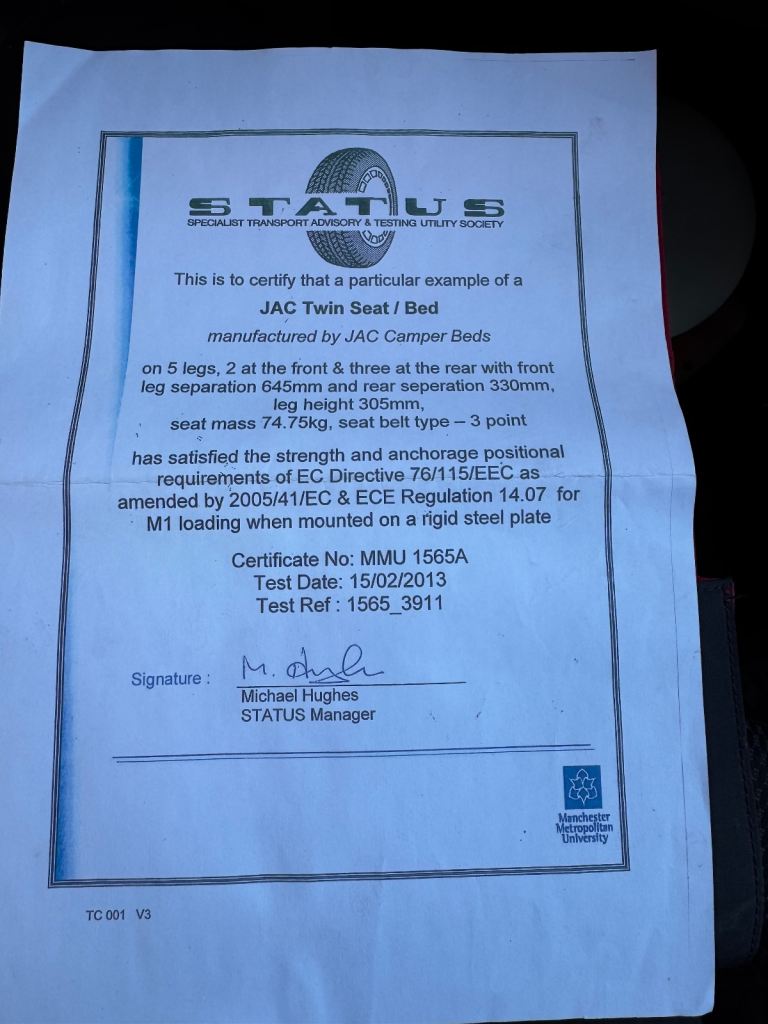 STATUS
SPECIALIST TRANSPORT ADVISORY & TESTING UTILITY SOCIETY
This is to certify that a particular example of a
JAC Twin Seat / Bed
manufactured by JAC Camper Beds
on 5 legs, 2 at the front & three at the rear with front
leg separation 645mm and rear seperation 330mm,
leg height 305mm,
seat mass 74.75kg, seat belt type – 3 point
has satisfied the strength and anchorage positional
requirements of EC Directive 76/115/EEC as
amended by 2005/41/EC & ECE Regulation 14.07 for
M1 loading when mounted on a rigid steel plate
Certificate No: MMU 1565A
Test Date: 15/02/2013
Test Ref : 1565_3911
Signature :
Michael Hughes
STATUS Manager
Manchester
Metropolitan
University
TC 001 V3